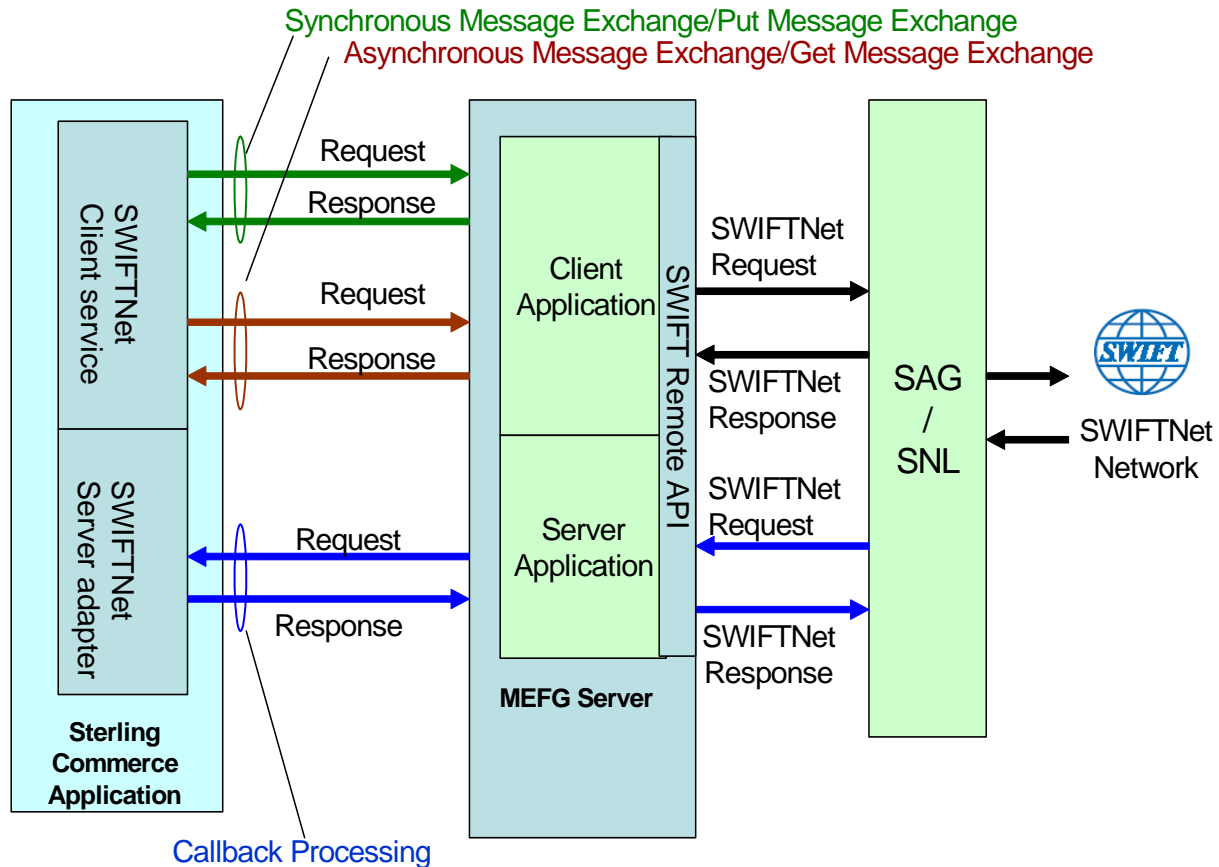 Synchronous Message Exchange/Put Message Exchange
Asynchronous Message Exchange/Get Message Exchange
SWIFTNet
Client service
SWIFTNet
Server adapter
Sterling
Commerce
Application
Request
Response
Request
Response
Request
Response
Callback Processing
Client
Application
Server
Application
SWIFT Remote API
MEFG Server
SWIFTNet
Request
SWIFTNet
Response
SWIFTNet
Request
SWIFTNet
Response
SAG
/
SNL
SWIFT
SWIFTNet
Network